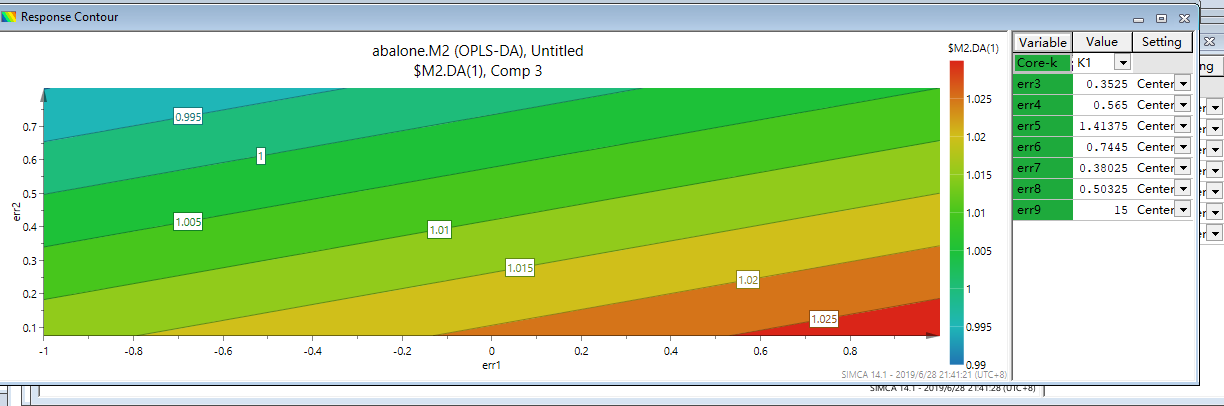 Response Contour
abalone.M2 (OPLS-DA), Untitled
$M2.DA(1), Comp 3
$M2.DA(1)
1.025
1.02
1.015
1.01
1.005
1
0.995
0.99
0.995
1
1.005
1.01
1.015
1.02
1.025
err2
0.7
0.6
0.5
0.4
0.3
0.2
0.1
-1 -0.8 -0.6 -0.4 -0.2 0 0.2 0.4 0.6 0.8
err1
SIMCA 14.1 - 2019/6/28 21:41:21 (UTC+8)
Variable Value Setting
Core-k K1
err3 0.3525 Center
err4 0.565 Center
err5 1.41375 Center
err6 0.7445 Center
err7 0.38025 Center
err8 0.50325 Center
err9 15 Center
ng
SIMCA 14.1 - 2019/6/28 21:41:28 (UTC+8)